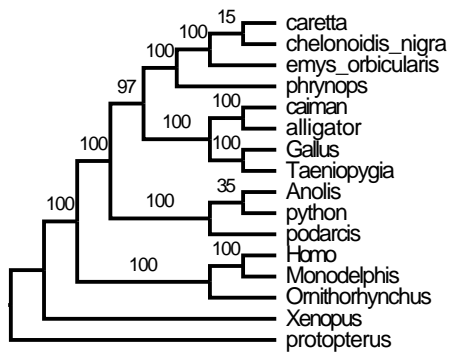 15
caretta
100
chelonoidis_nigra
100
emys_orbicularis
97
phrynops
100
caiman
100
alligator
100
100
Gallus
Taeniopygia
35
Anolis
100
python
podarcis
100
100
Homo
100
Monodelphis
Ornithorhynchus
Xenopus
protopterus